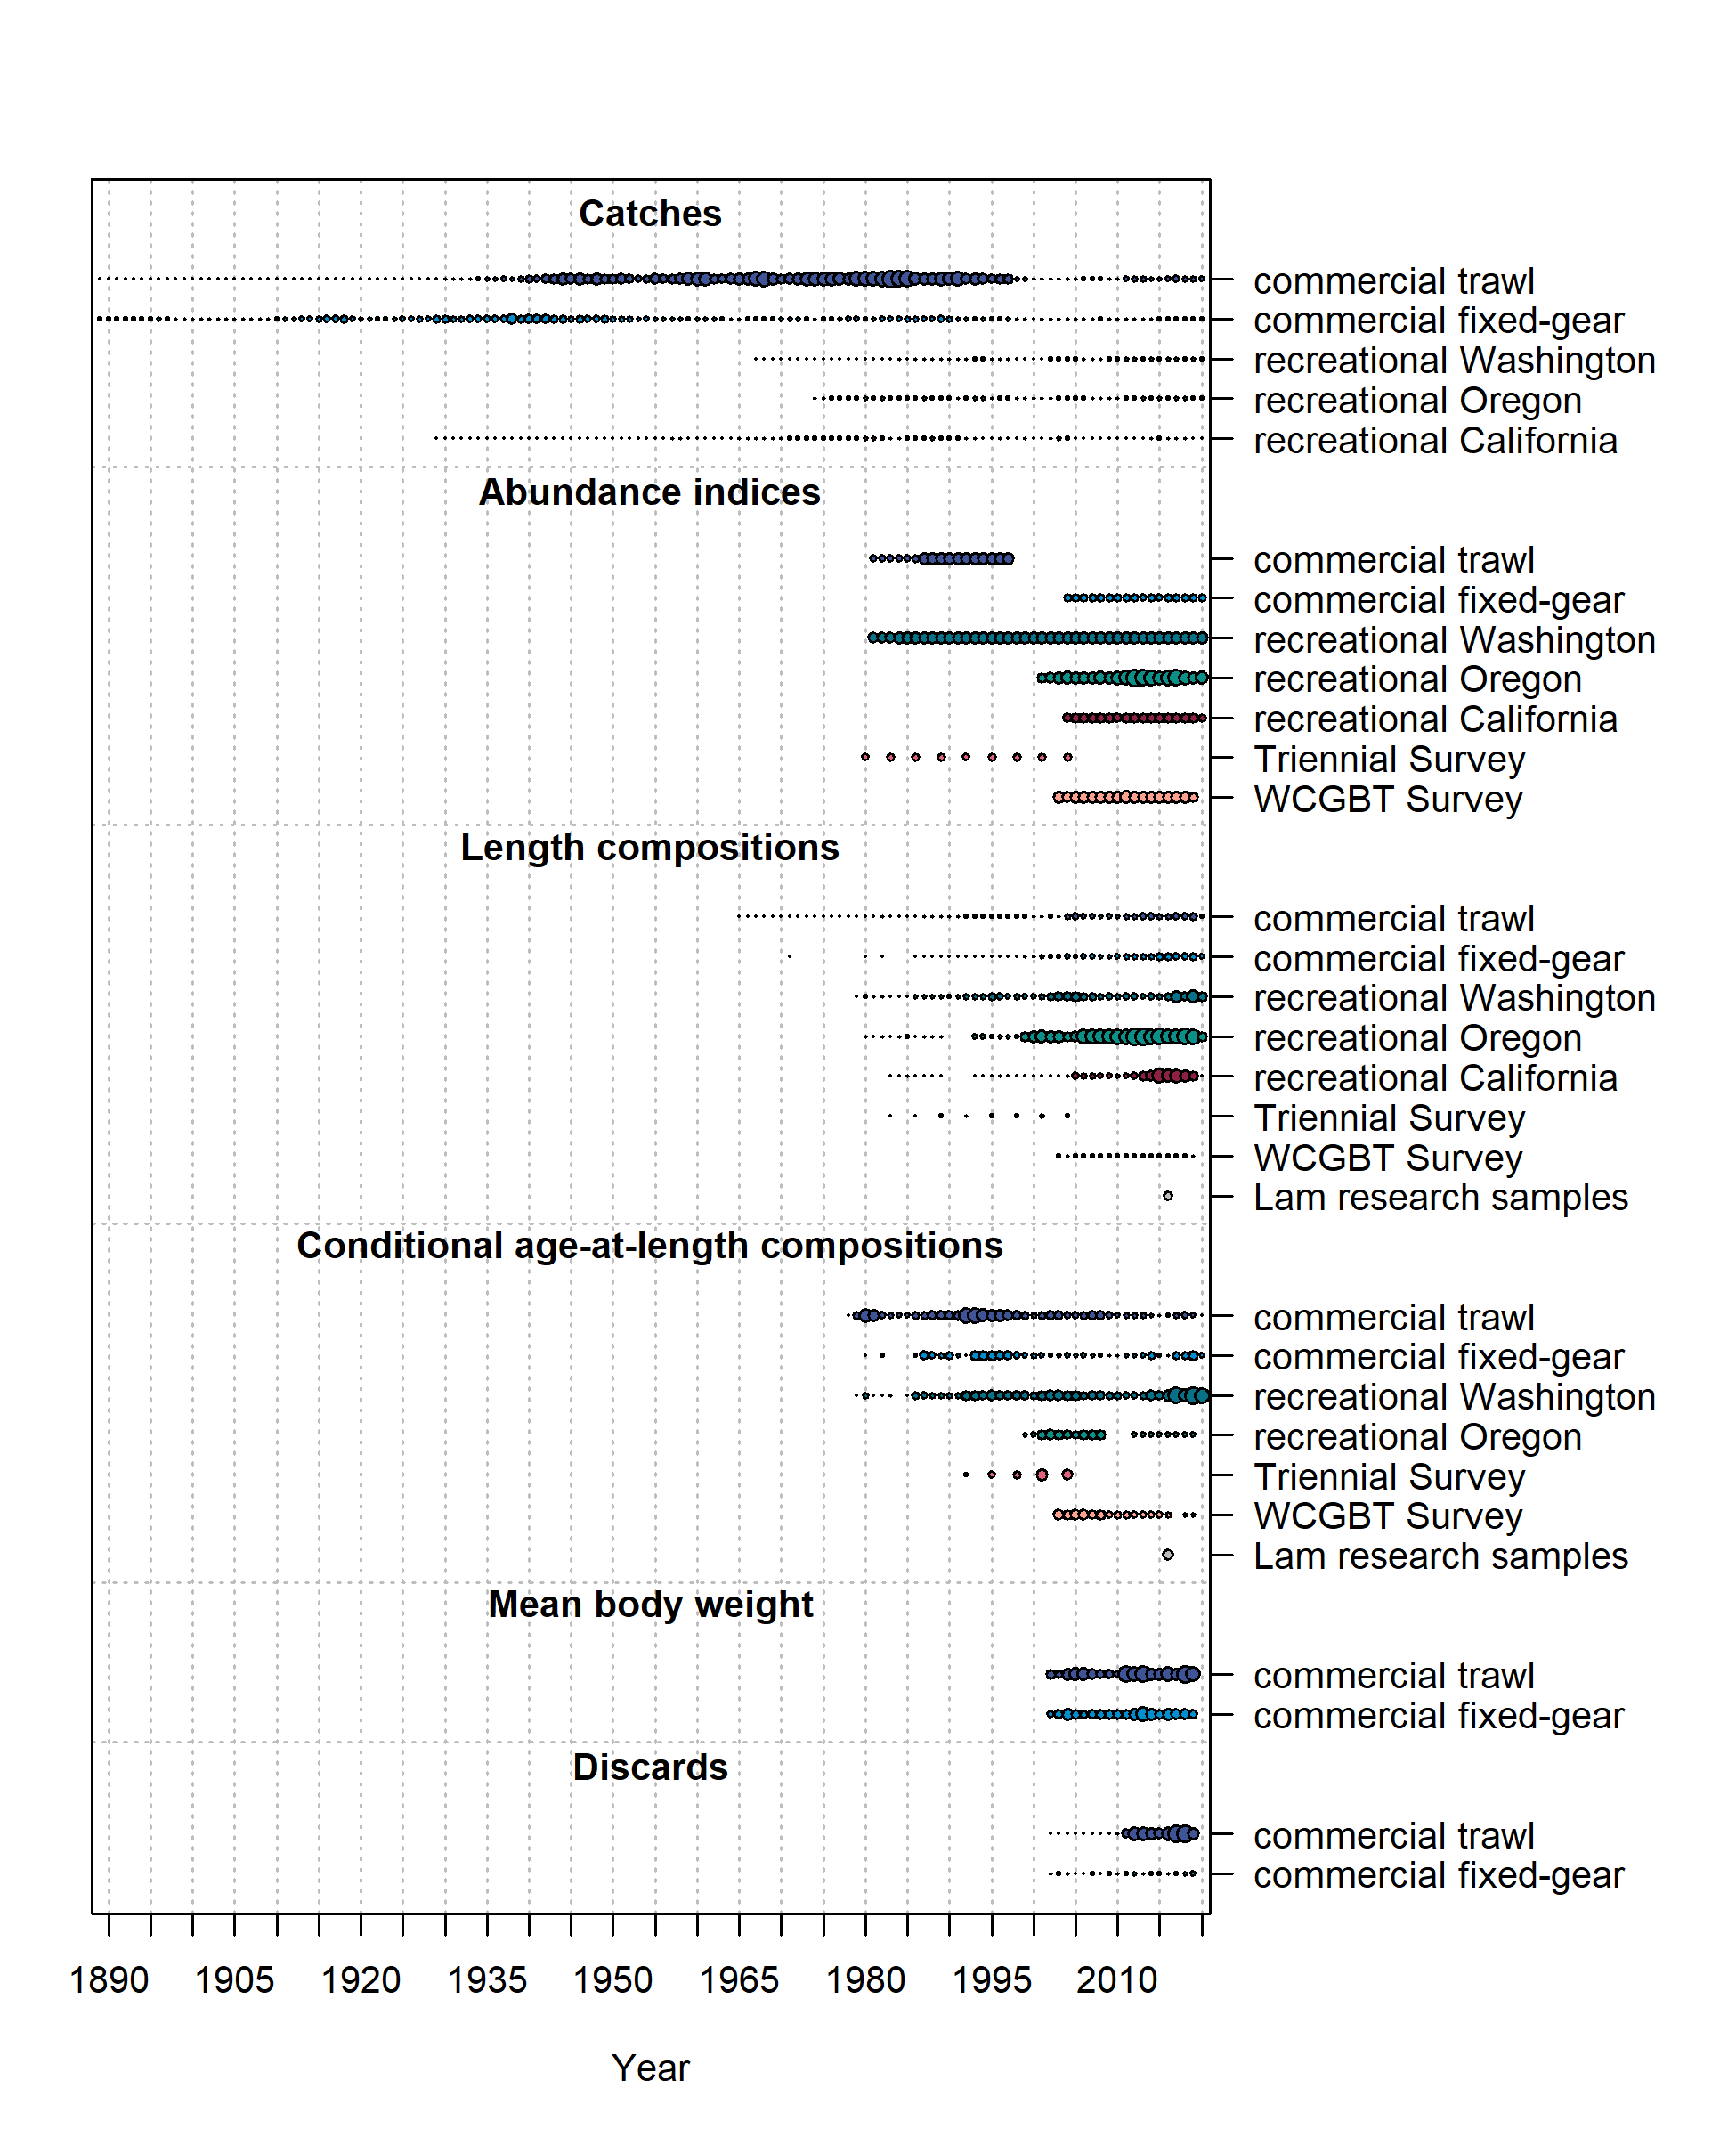 Catches
commercial trawl
commercial fixed-gear
recreational Washington
recreational Oregon
recreational California
Abundance indices
commercial trawl
commercial fixed-gear
recreational Washington
recreational Oregon
recreational California
Triennial Survey
WCGBT Survey
Length compositions
commercial trawl
commercial fixed-gear
recreational Washington
recreational Oregon
recreational California
Triennial Survey
WCGBT Survey
Lam research samples
Conditional age-at-length compositions
commercial trawl
commercial fixed-gear
recreational Washington
recreational Oregon
Triennial Survey
WCGBT Survey
Lam research samples
Mean body weight
commercial trawl
commercial fixed-gear
Discards
commercial trawl
commercial fixed-gear
1890 1905 1920 1935 1950 1965 1980 1995 2010
Year